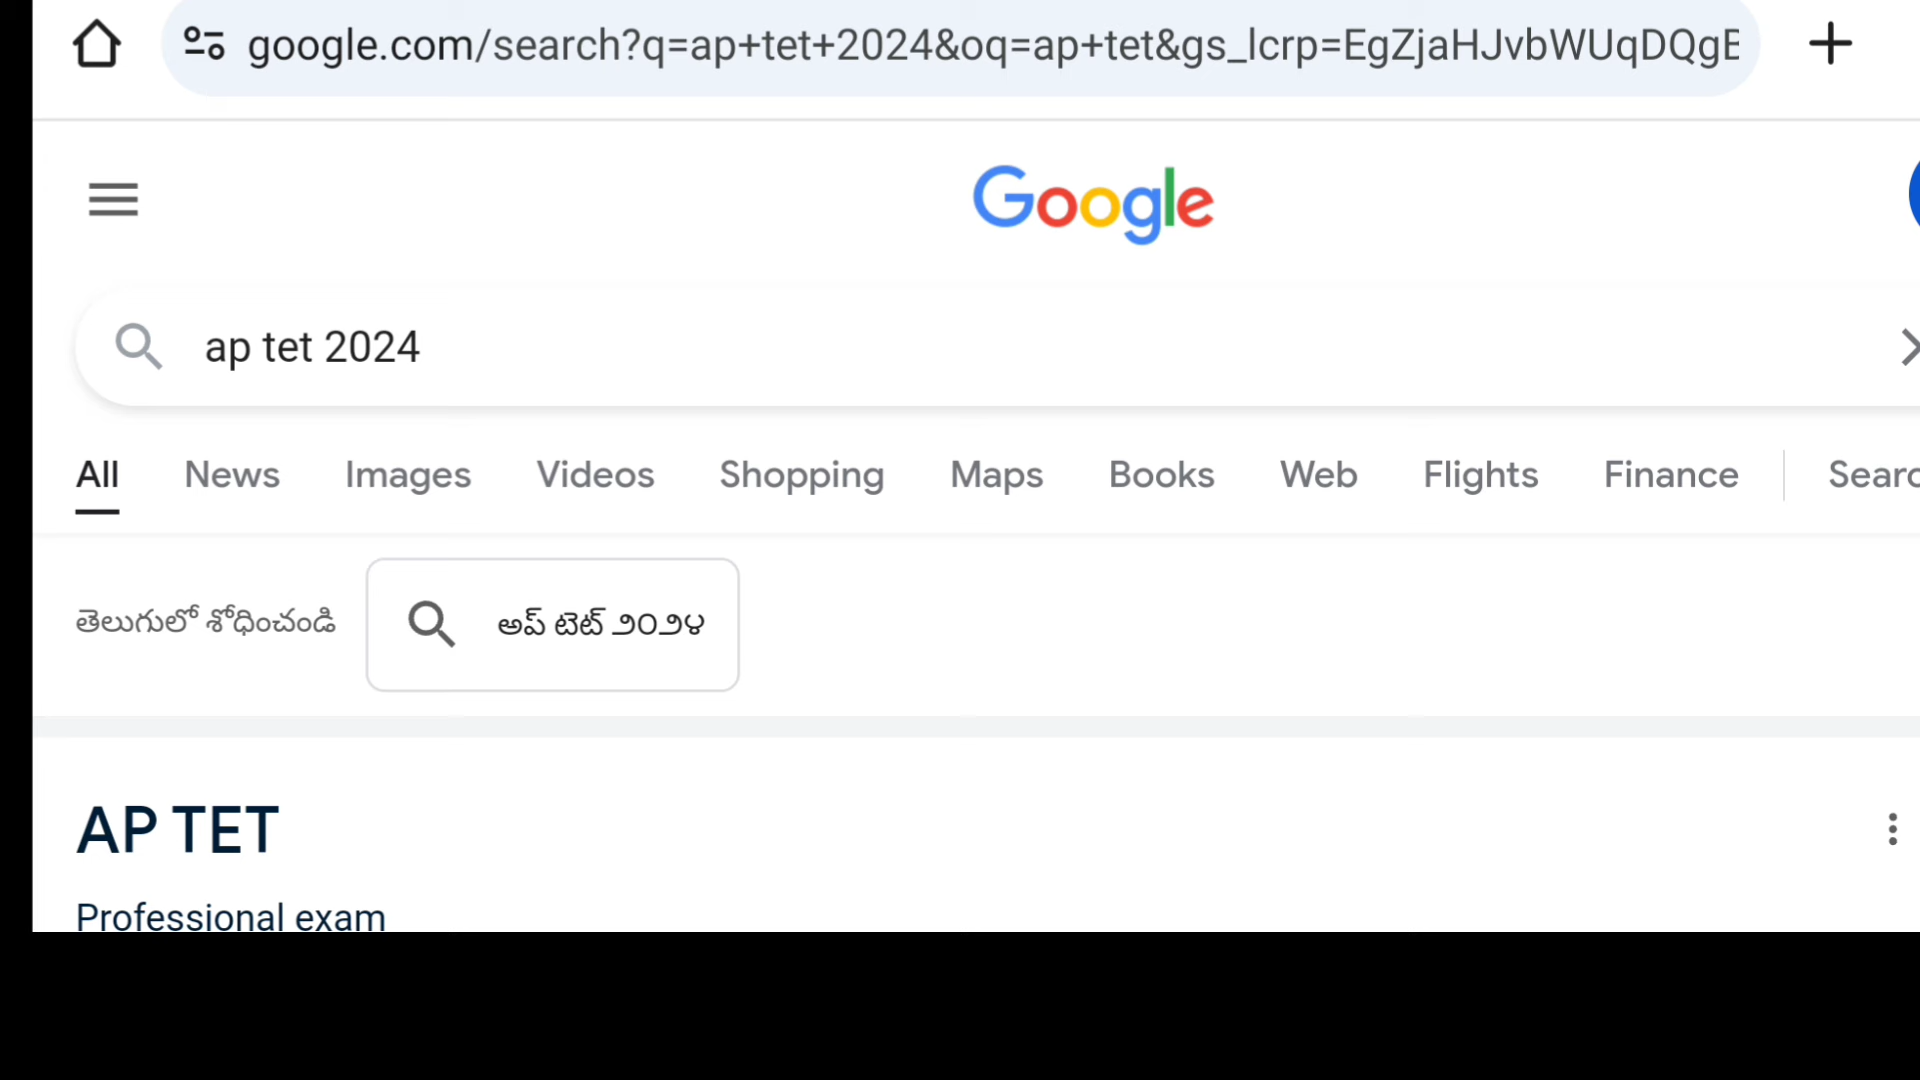 google.com/search?q=ap+tet+2024&oq=ap+tet&gs_lcrp=EgZjaHJvbWUqDQgE
Google
ap tet 2024
All News Images Videos Shopping Maps Books Web Flights Finance Searc
తెలుగులో శోధించండి అప్ టెట్ ౨౦౨౪
AP TET
Professional exam